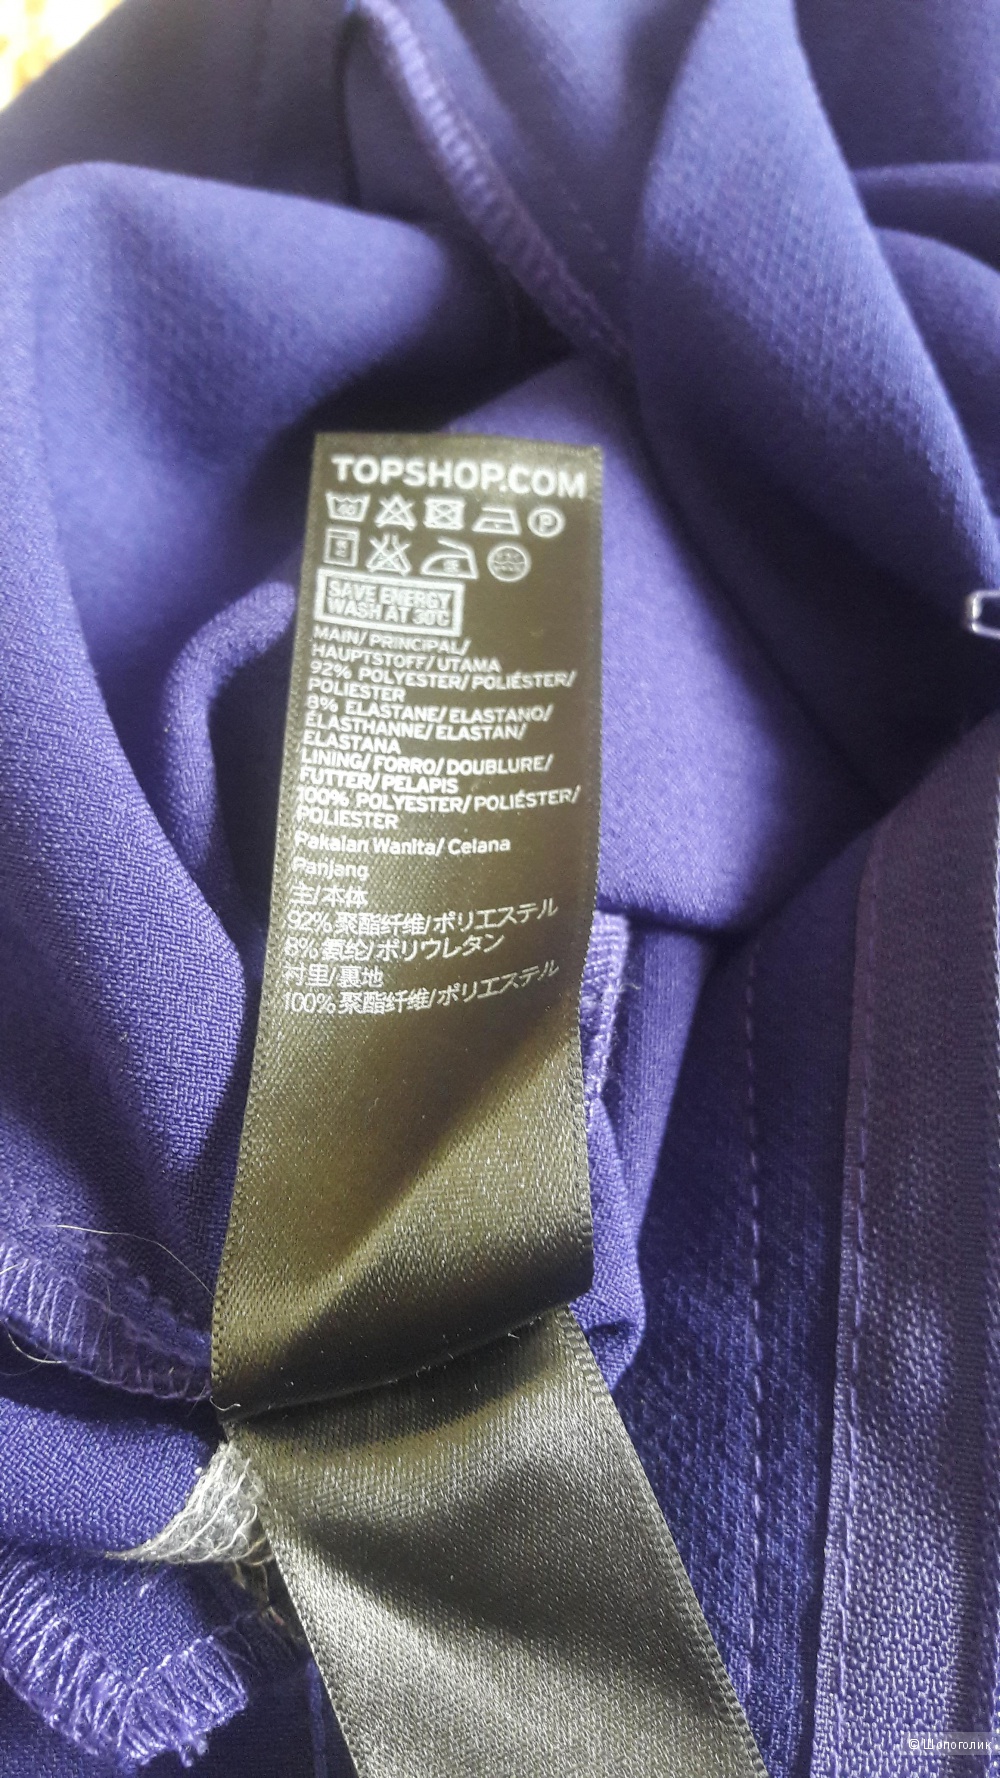 TOPSHOP.COM
40
P
SAVE ENERGY
WASH AT 30C
MAIN/ PRINCIPAL/
HAUPTSTOFF/ UTAMA
92% POLYESTER/ POLIÉSTER/
POLIESTER
8% ELASTANE/ ELASTANO/
ÉLASTHANNE/ ELASTAN/
ELASTANA
LINING/ FORRO/ DOUBLURE/
FUTTER/ PELAPIS
100% POLYESTER/ POLIÉSTER/
POLIESTER
Pakaian Wanita/ Celana
Panjang
主/本体
92% 聚酯纤维/ポリエステル
8% 氨纶/ポリウレタン
衬里/裏地
100% 聚酯纤维/ポリエステル
© Шопоголик